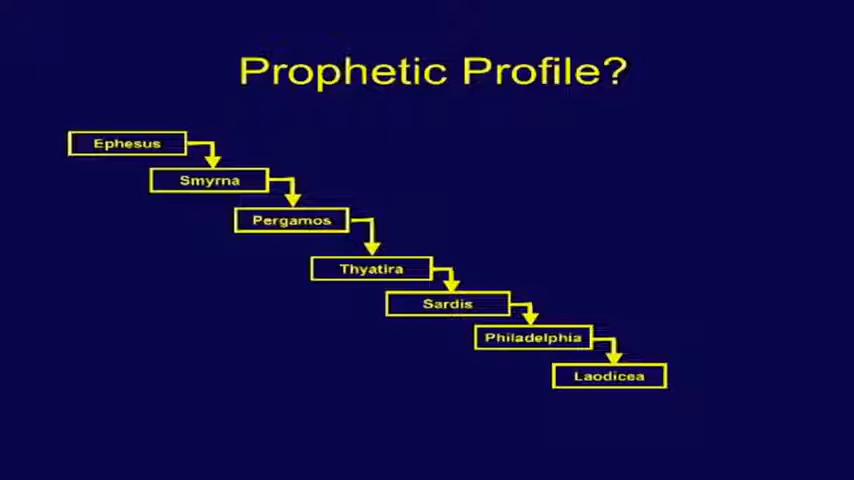 Prophetic Profile?
Ephesus
Smyrna
Pergamos
Thyatira
Sardis
Philadelphia
Laodicea